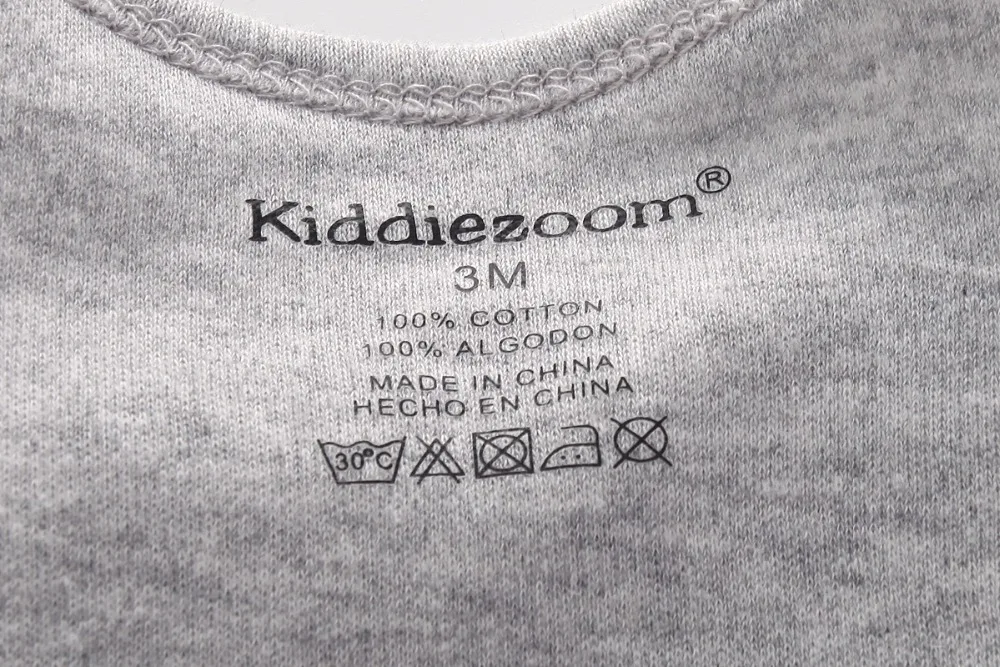 Kiddiezoom®
3M
100% COTTON
100% ALGODON
MADE IN CHINA
HECHO EN CHINA
30°C